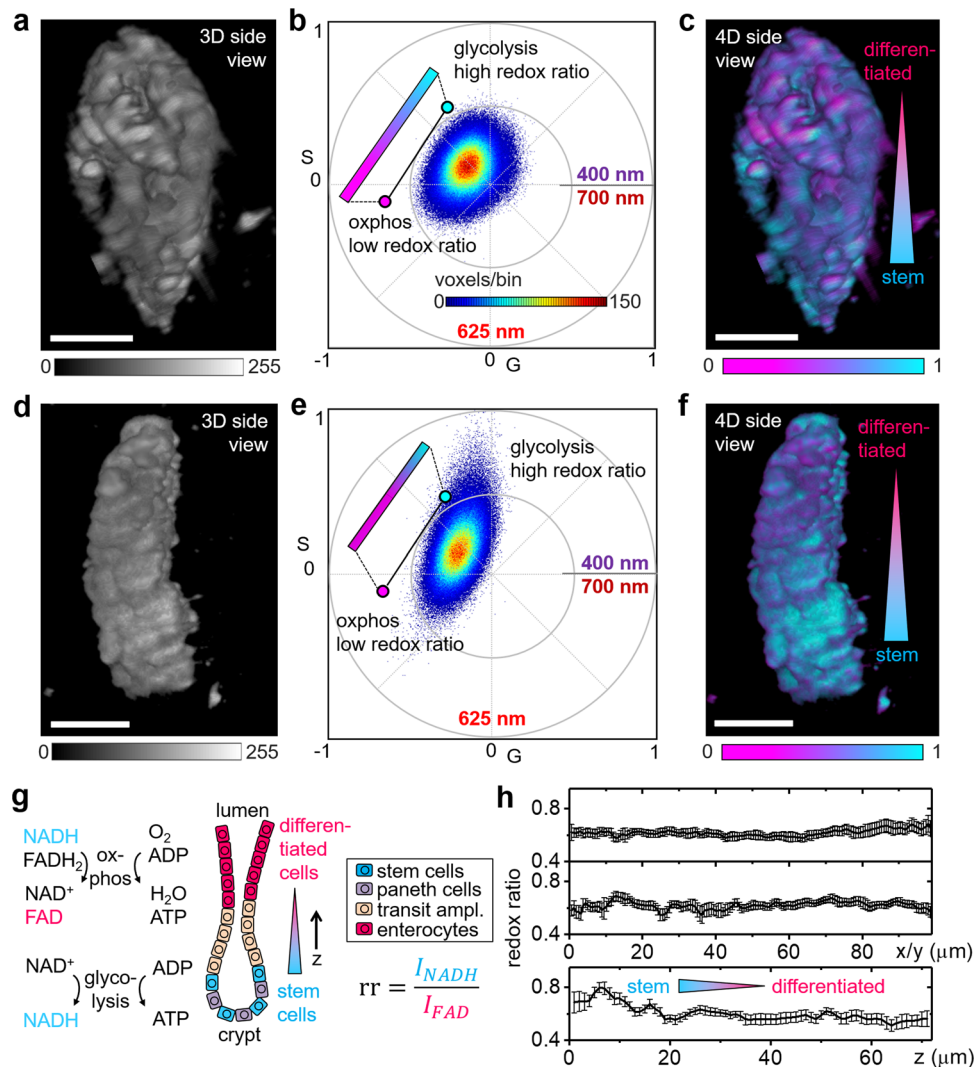 a
3D side
view
0
255
b
1
S
0
-1
0
G
1
glycolysis
high redox ratio
oxphos
low redox ratio
400 nm
700 nm
voxels/bin
0
150
625 nm
c
4D side
view
differen-
tiated
stem
0
1
d
3D side
view
0
255
e
1
S
0
-1
0
G
1
glycolysis
high redox ratio
oxphos
low redox ratio
400 nm
700 nm
625 nm
f
4D side
view
differen-
tiated
stem
0
1
g
NADH
FADH₂
NAD⁺
FAD
ox-
phos
O₂
ADP
H₂O
ATP
NAD⁺
NADH
glyco-
lysis
ADP
ATP
lumen
differen-
tiated
cells
z
stem
cells
crypt
stem cells
paneth cells
transit ampl.
enterocytes
rr = I_NADH / I_FAD
h
redox ratio
0.8
0.4
0.8
0.4
0 20 40 60 80
x/y (μm)
0.8
0.4
stem
differentiated
0 20 40 60
z (μm)